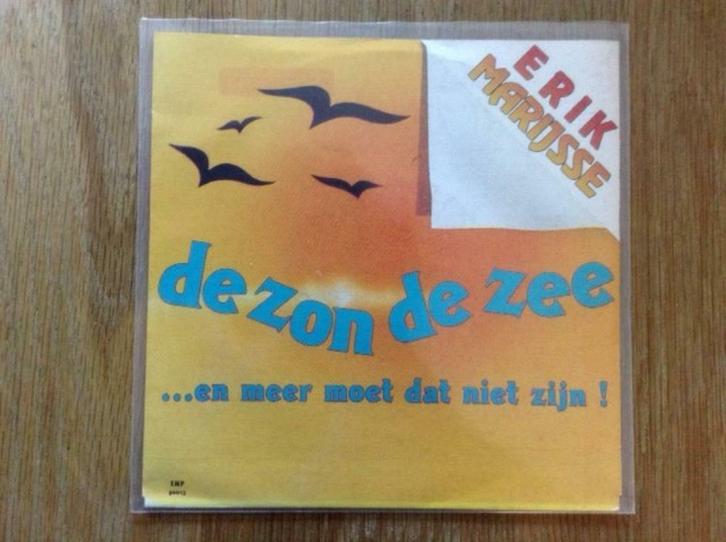 ERIK
MARIJSSE
de zon de zee
...en meer moet dat niet zijn !
EMP